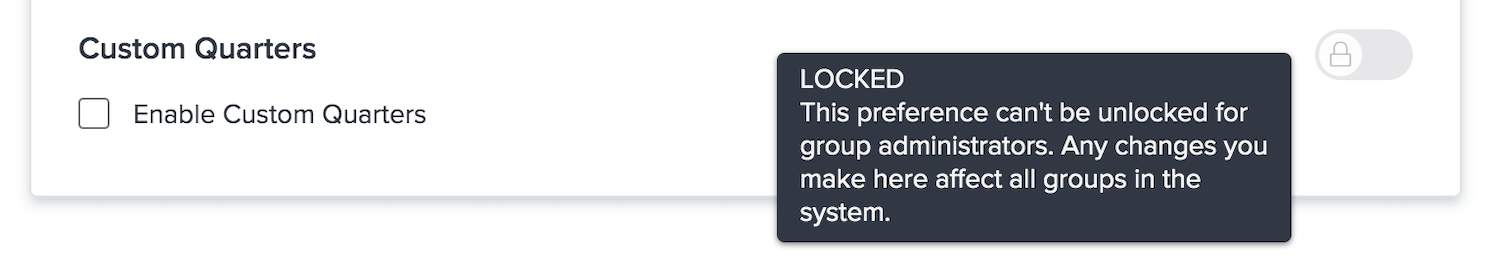 Custom Quarters
Enable Custom Quarters
LOCKED
This preference can't be unlocked for
group administrators. Any changes you
make here affect all groups in the
system.